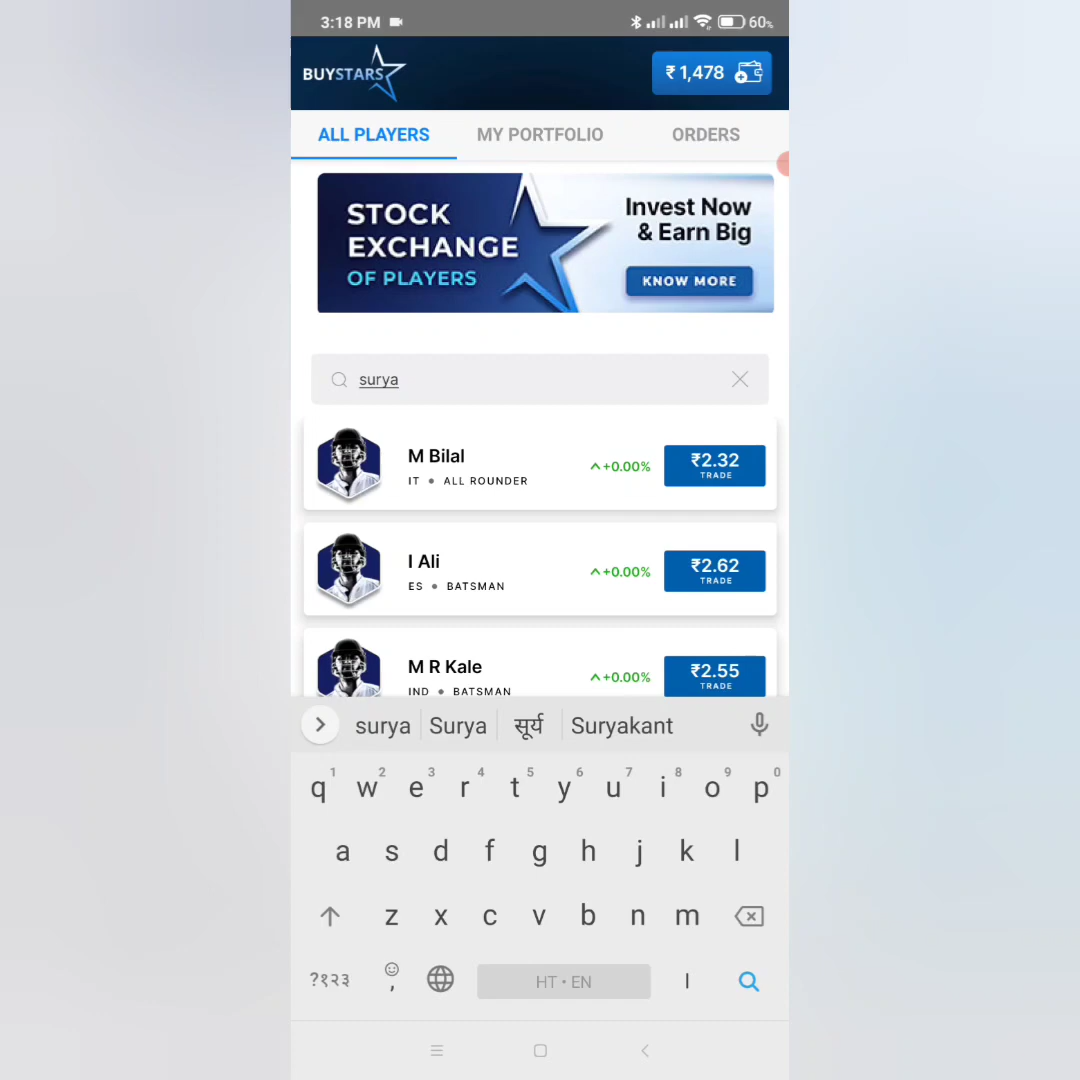 3:18 PM 60%
BUYSTARS ₹ 1,478
ALL PLAYERS MY PORTFOLIO ORDERS
STOCK
EXCHANGE
OF PLAYERS
Invest Now
& Earn Big
KNOW MORE
surya
M Bilal
IT • ALL ROUNDER
^+0.00%
₹2.32
TRADE
I Ali
ES • BATSMAN
^+0.00%
₹2.62
TRADE
M R Kale
IND • BATSMAN
^+0.00%
₹2.55
TRADE
surya Surya सूर्य Suryakant
1 2 3 4 5 6 7 8 9 0
q w e r t y u i o p
a s d f g h j k l
z x c v b n m
?१२३ , HT • EN ।